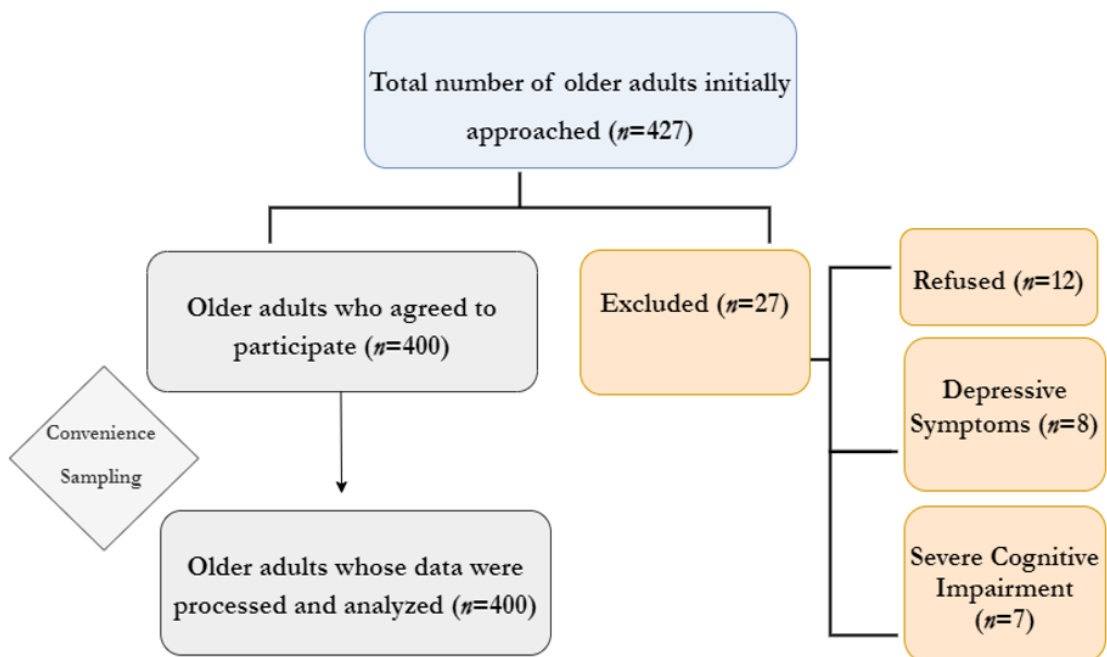 Total number of older adults initially
approached (n=427)
Older adults who agreed to
participate (n=400)
Excluded (n=27)
Refused (n=12)
Depressive
Symptoms (n=8)
Severe Cognitive
Impairment
(n=7)
Convenience
Sampling
Older adults whose data were
processed and analyzed (n=400)